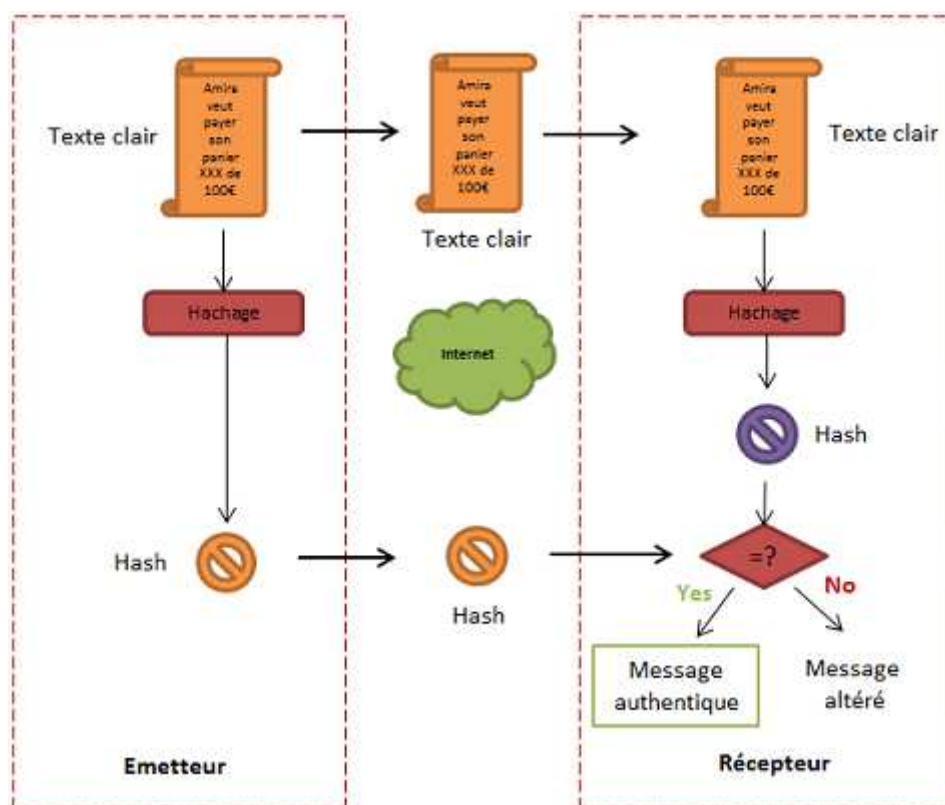 Texte clair
Amira
veut
payer
son
panier
XXX de
100€
Amira
veut
payer
son
panier
XXX de
100€
Texte clair
Amira
veut
payer
son
panier
XXX de
100€
Texte clair
Hachage
Internet
Hachage
Hash
Hash
Hash
=?
Yes
No
Message
authentique
Message
altéré
Emetteur
Récepteur